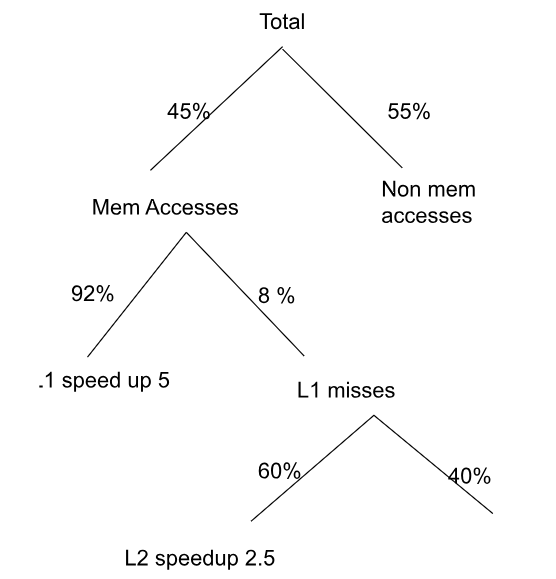 Total
45%
55%
Non mem
accesses
Mem Accesses
92%
8 %
.1 speed up 5
L1 misses
60%
40%
L2 speedup 2.5